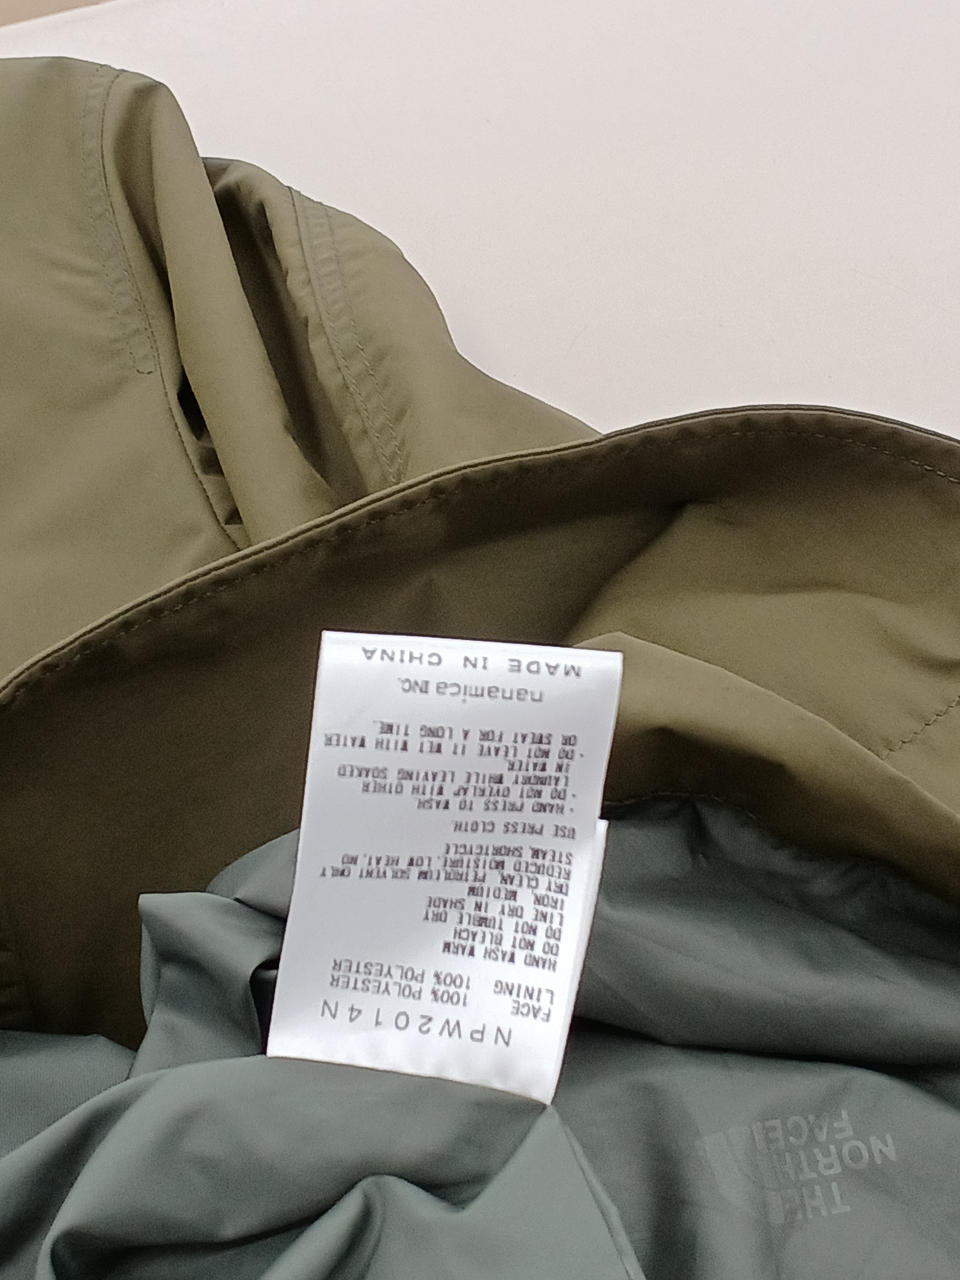 NPW2014N
FACE 100% POLYESTER
LINING 100% POLYESTER
HAND WASH WARM
DO NOT BLEACH
DO NOT TUMBLE DRY
LINE DRY IN SHADE
IRON, MEDIUM
DRY CLEAN, PETROLEUM SOLVENT ONLY
REDUCED MOISTURE, LOW HEAT, NO
STEAM, SHORTCYCLE
USE PRESS CLOTH.
・HAND PRESS TO WASH.
・DO NOT OVERLAP WITH OTHER
LAUNDRY WHILE LEAVING SOAKED
IN WATER.
・DO NOT LEAVE IT WET WITH WATER
OR SWEAT FOR A LONG TIME.
nanamica INC.
MADE IN CHINA
THE
NORTH
FACE